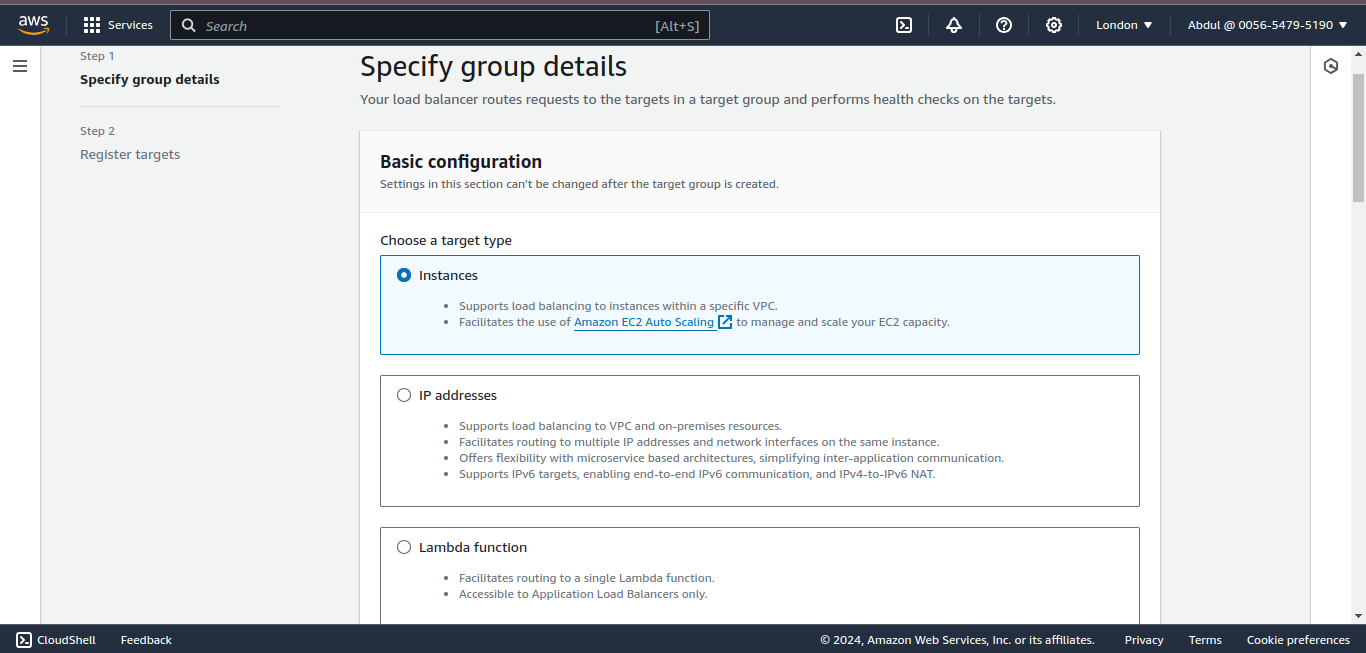 aws
Services
Search
[Alt+S]
London
Abdul @ 0056-5479-5190
Step 1
Specify group details
Step 2
Register targets
Specify group details
Your load balancer routes requests to the targets in a target group and performs health checks on the targets.
Basic configuration
Settings in this section can't be changed after the target group is created.
Choose a target type
Instances
Supports load balancing to instances within a specific VPC.
Facilitates the use of Amazon EC2 Auto Scaling to manage and scale your EC2 capacity.
IP addresses
Supports load balancing to VPC and on-premises resources.
Facilitates routing to multiple IP addresses and network interfaces on the same instance.
Offers flexibility with microservice based architectures, simplifying inter-application communication.
Supports IPv6 targets, enabling end-to-end IPv6 communication, and IPv4-to-IPv6 NAT.
Lambda function
Facilitates routing to a single Lambda function.
Accessible to Application Load Balancers only.
CloudShell
Feedback
© 2024, Amazon Web Services, Inc. or its affiliates.
Privacy
Terms
Cookie preferences